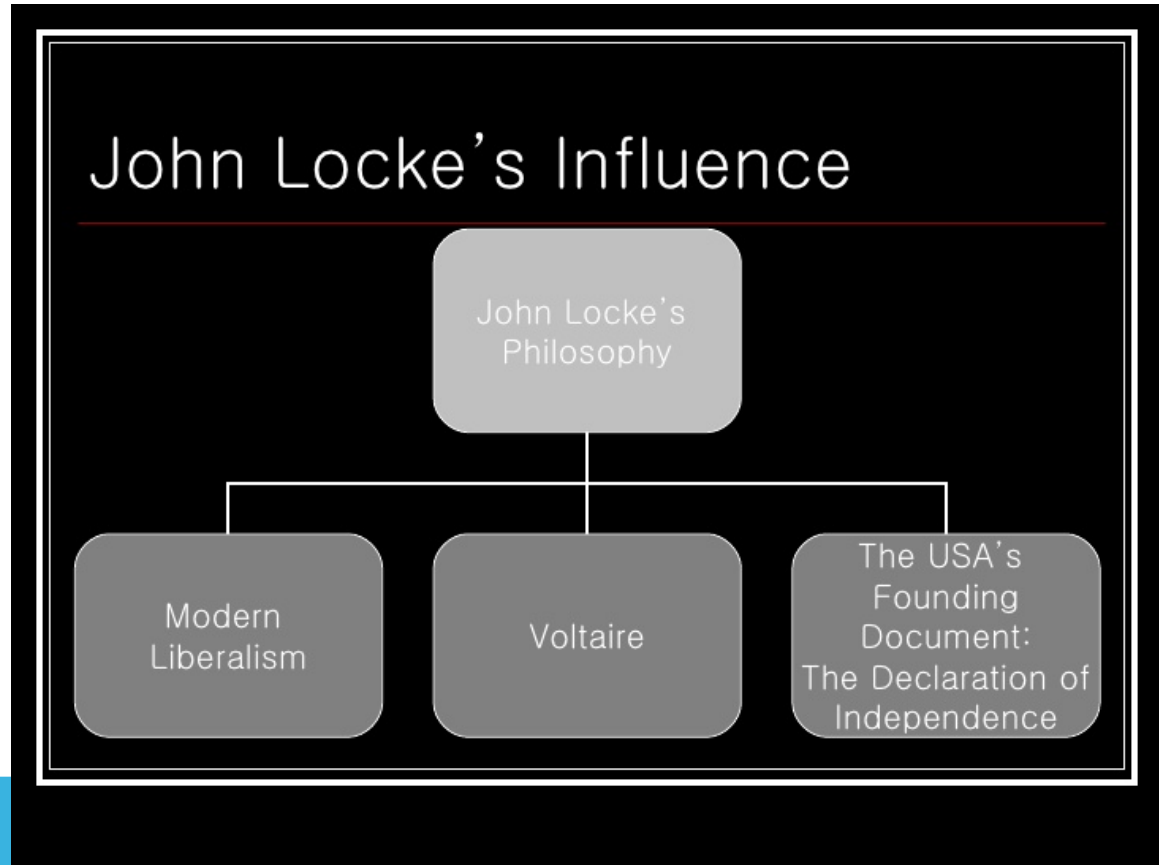 John Locke’s Influence
John Locke’s
Philosophy
Modern
Liberalism
Voltaire
The USA’s
Founding
Document:
The Declaration of
Independence